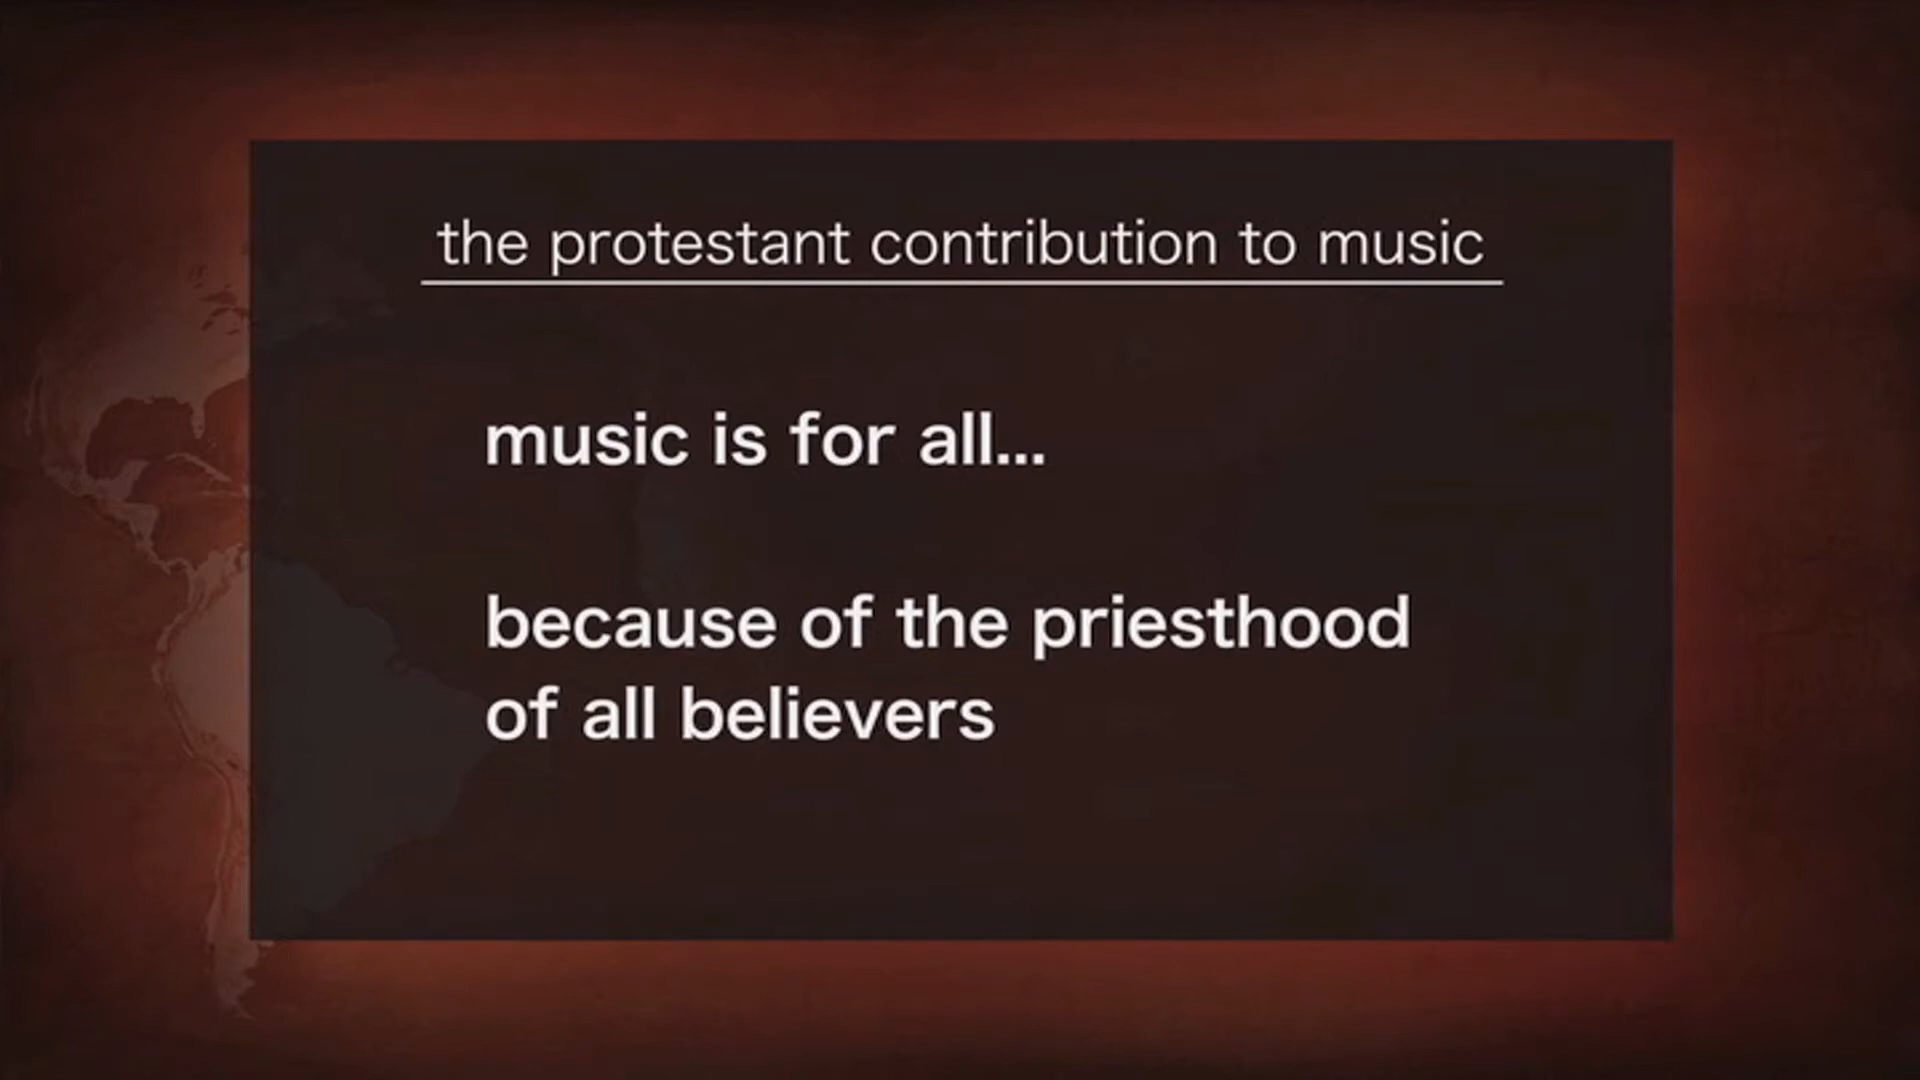 the protestant contribution to music
music is for all...
because of the priesthood
of all believers